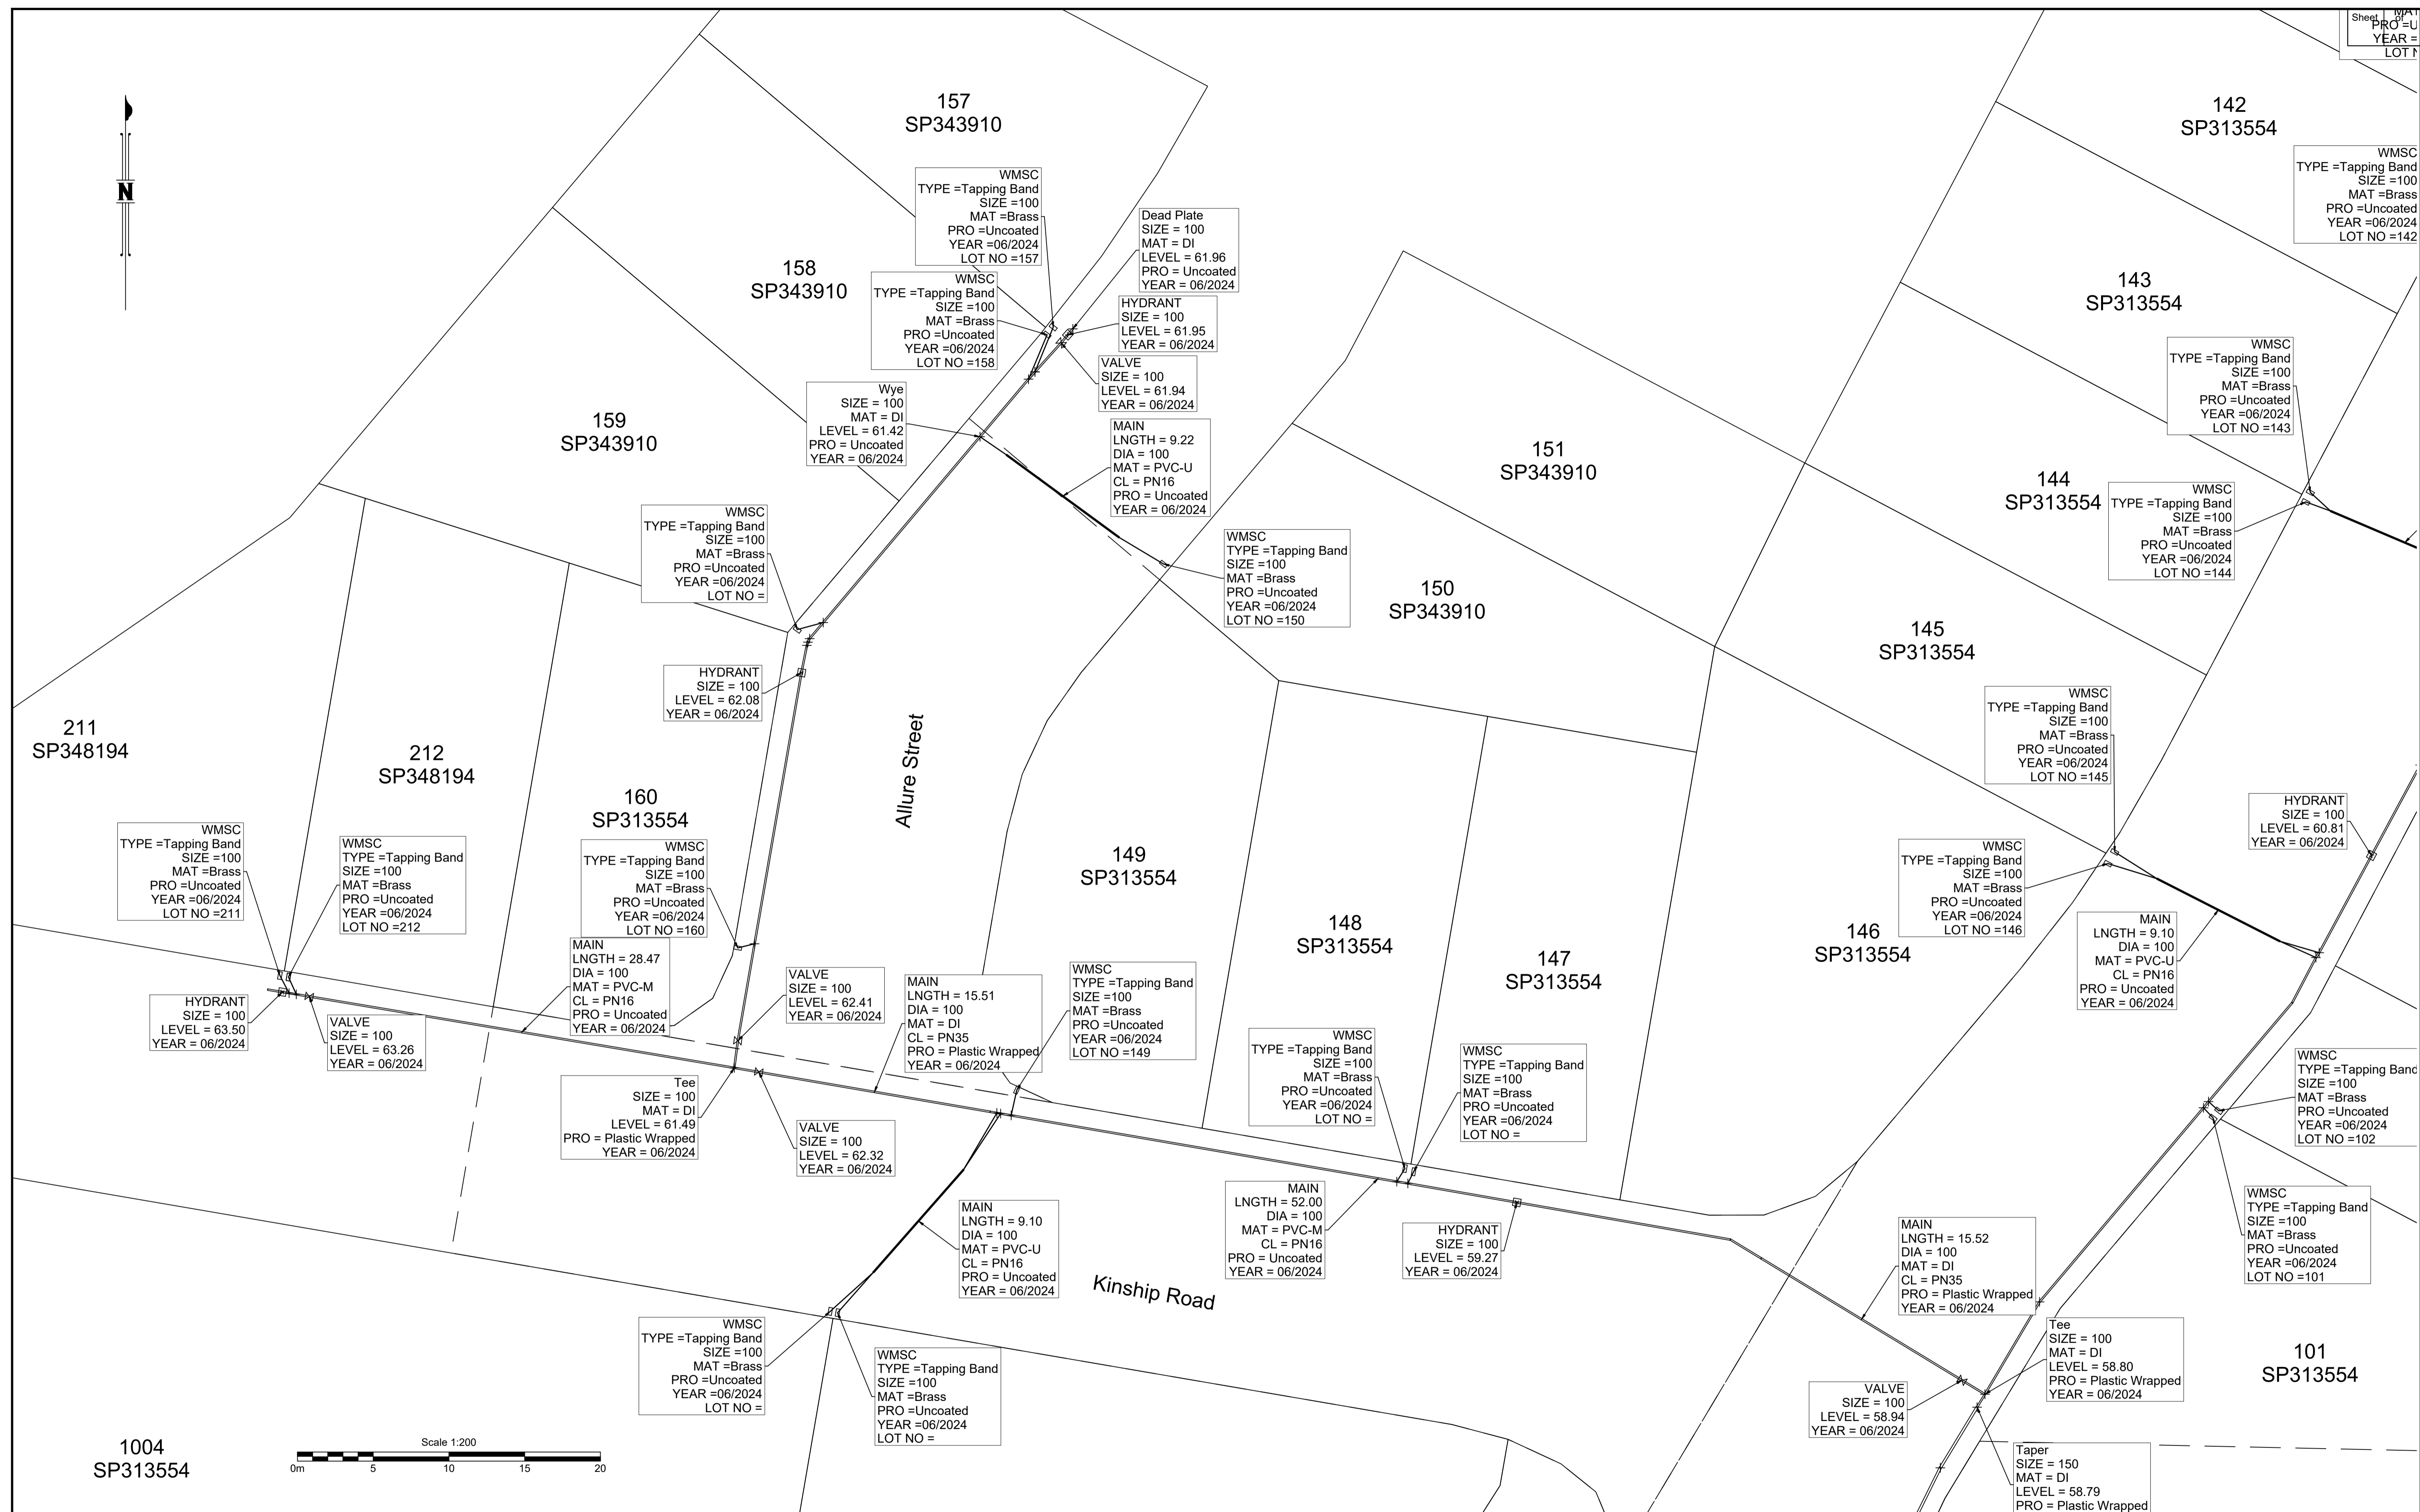 MAT
Sheet of
PRO =U
YEAR =
LOT N
N
157
SP343910
142
SP313554
WMSC
TYPE =Tapping Band
SIZE =100
MAT =Brass
PRO =Uncoated
YEAR =06/2024
LOT NO =142
WMSC
TYPE =Tapping Band
SIZE =100
MAT =Brass
PRO =Uncoated
YEAR =06/2024
LOT NO =157
Dead Plate
SIZE = 100
MAT = DI
LEVEL = 61.96
PRO = Uncoated
YEAR = 06/2024
158
SP343910
WMSC
TYPE =Tapping Band
SIZE =100
MAT =Brass
PRO =Uncoated
YEAR =06/2024
LOT NO =158
HYDRANT
SIZE = 100
LEVEL = 61.95
YEAR = 06/2024
143
SP313554
VALVE
SIZE = 100
LEVEL = 61.94
YEAR = 06/2024
WMSC
TYPE =Tapping Band
SIZE =100
MAT =Brass
PRO =Uncoated
YEAR =06/2024
LOT NO =143
Wye
SIZE = 100
MAT = DI
LEVEL = 61.42
PRO = Uncoated
YEAR = 06/2024
159
SP343910
MAIN
LNGTH = 9.22
DIA = 100
MAT = PVC-U
CL = PN16
PRO = Uncoated
YEAR = 06/2024
151
SP343910
144
SP313554
WMSC
TYPE =Tapping Band
SIZE =100
MAT =Brass
PRO =Uncoated
YEAR =06/2024
LOT NO =144
WMSC
TYPE =Tapping Band
SIZE =100
MAT =Brass
PRO =Uncoated
YEAR =06/2024
LOT NO =
WMSC
TYPE =Tapping Band
SIZE =100
MAT =Brass
PRO =Uncoated
YEAR =06/2024
LOT NO =150
150
SP343910
145
SP313554
HYDRANT
SIZE = 100
LEVEL = 62.08
YEAR = 06/2024
WMSC
TYPE =Tapping Band
SIZE =100
MAT =Brass
PRO =Uncoated
YEAR =06/2024
LOT NO =145
211
SP348194
212
SP348194
Allure Street
160
SP313554
HYDRANT
SIZE = 100
LEVEL = 60.81
YEAR = 06/2024
WMSC
TYPE =Tapping Band
SIZE =100
MAT =Brass
PRO =Uncoated
YEAR =06/2024
LOT NO =211
WMSC
TYPE =Tapping Band
SIZE =100
MAT =Brass
PRO =Uncoated
YEAR =06/2024
LOT NO =212
WMSC
TYPE =Tapping Band
SIZE =100
MAT =Brass
PRO =Uncoated
YEAR =06/2024
LOT NO =160
149
SP313554
WMSC
TYPE =Tapping Band
SIZE =100
MAT =Brass
PRO =Uncoated
YEAR =06/2024
LOT NO =146
148
SP313554
146
SP313554
147
SP313554
MAIN
LNGTH = 9.10
DIA = 100
MAT = PVC-U
CL = PN16
PRO = Uncoated
YEAR = 06/2024
MAIN
LNGTH = 28.47
DIA = 100
MAT = PVC-M
CL = PN16
PRO = Uncoated
YEAR = 06/2024
VALVE
SIZE = 100
LEVEL = 62.41
YEAR = 06/2024
MAIN
LNGTH = 15.51
DIA = 100
MAT = DI
CL = PN35
PRO = Plastic Wrapped
YEAR = 06/2024
WMSC
TYPE =Tapping Band
SIZE =100
MAT =Brass
PRO =Uncoated
YEAR =06/2024
LOT NO =149
HYDRANT
SIZE = 100
LEVEL = 63.50
YEAR = 06/2024
VALVE
SIZE = 100
LEVEL = 63.26
YEAR = 06/2024
WMSC
TYPE =Tapping Band
SIZE =100
MAT =Brass
PRO =Uncoated
YEAR =06/2024
LOT NO =
WMSC
TYPE =Tapping Band
SIZE =100
MAT =Brass
PRO =Uncoated
YEAR =06/2024
LOT NO =
WMSC
TYPE =Tapping Band
SIZE =100
MAT =Brass
PRO =Uncoated
YEAR =06/2024
LOT NO =102
Tee
SIZE = 100
MAT = DI
LEVEL = 61.49
PRO = Plastic Wrapped
YEAR = 06/2024
VALVE
SIZE = 100
LEVEL = 62.32
YEAR = 06/2024
MAIN
LNGTH = 9.10
DIA = 100
MAT = PVC-U
CL = PN16
PRO = Uncoated
YEAR = 06/2024
Kinship Road
MAIN
LNGTH = 52.00
DIA = 100
MAT = PVC-M
CL = PN16
PRO = Uncoated
YEAR = 06/2024
HYDRANT
SIZE = 100
LEVEL = 59.27
YEAR = 06/2024
MAIN
LNGTH = 15.52
DIA = 100
MAT = DI
CL = PN35
PRO = Plastic Wrapped
YEAR = 06/2024
WMSC
TYPE =Tapping Band
SIZE =100
MAT =Brass
PRO =Uncoated
YEAR =06/2024
LOT NO =101
WMSC
TYPE =Tapping Band
SIZE =100
MAT =Brass
PRO =Uncoated
YEAR =06/2024
LOT NO =
WMSC
TYPE =Tapping Band
SIZE =100
MAT =Brass
PRO =Uncoated
YEAR =06/2024
LOT NO =
Tee
SIZE = 100
MAT = DI
LEVEL = 58.80
PRO = Plastic Wrapped
YEAR = 06/2024
101
SP313554
VALVE
SIZE = 100
LEVEL = 58.94
YEAR = 06/2024
1004
SP313554
Scale 1:200
0m 5 10 15 20
Taper
SIZE = 150
MAT = DI
LEVEL = 58.79
PRO = Plastic Wrapped